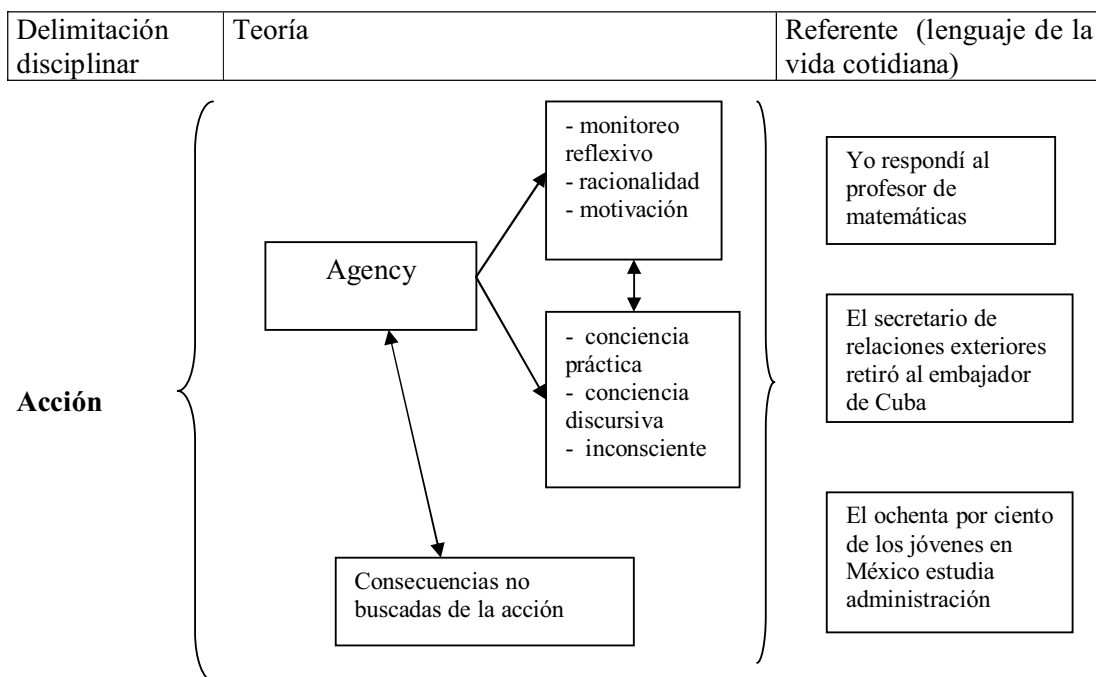 Delimitación
disciplinar
Teoría
Referente (lenguaje de la
vida cotidiana)
- monitoreo
reflexivo
- racionalidad
- motivación
Agency
- conciencia
práctica
- conciencia
discursiva
- inconsciente
Acción
Consecuencias no
buscadas de la acción
Yo respondí al
profesor de
matemáticas
El secretario de
relaciones exteriores
retiró al embajador
de Cuba
El ochenta por ciento
de los jóvenes en
México estudia
administración